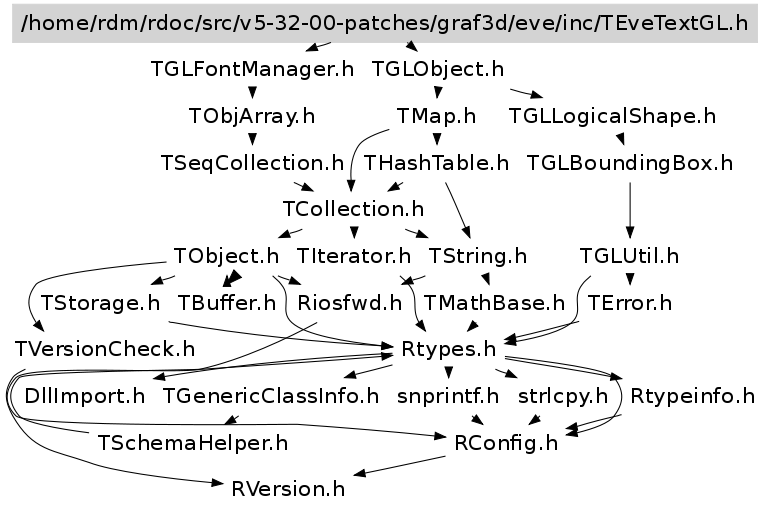 /home/rdm/rdoc/src/v5-32-00-patches/graf3d/eve/inc/TEveTextGL.h
TGLFontManager.h TGLObject.h
TObjArray.h TMap.h TGLLogicalShape.h
TSeqCollection.h THashTable.h TGLBoundingBox.h
TCollection.h
TObject.h TIterator.h TString.h TGLUtil.h
TStorage.h TBuffer.h Riosfwd.h TMathBase.h TError.h
TVersionCheck.h Rtypes.h
DllImport.h TGenericClassInfo.h snprintf.h strlcpy.h Rtypeinfo.h
TSchemaHelper.h RConfig.h
RVersion.h